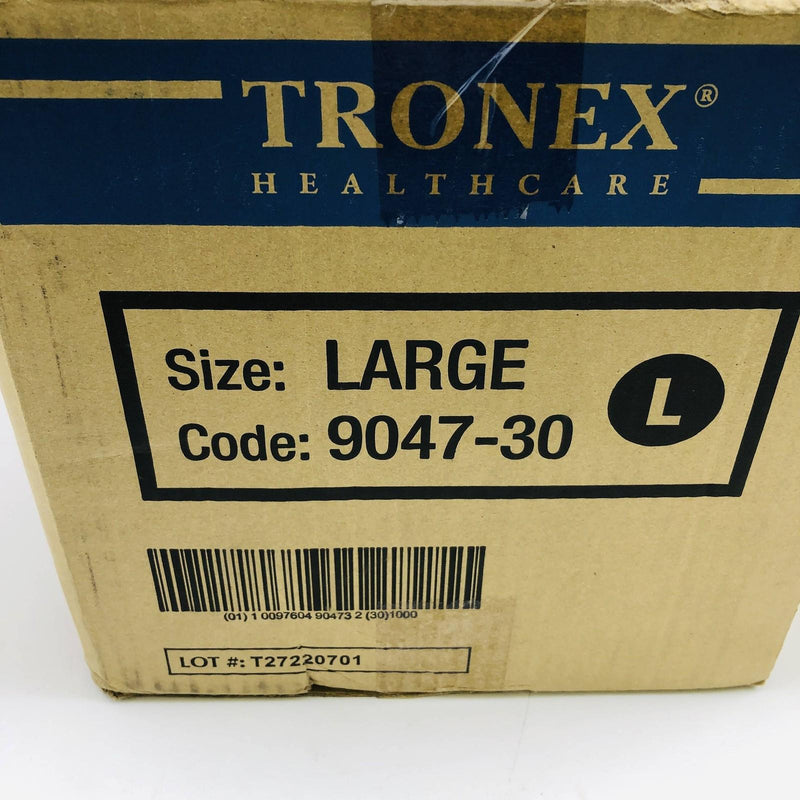 TRONEX®
HEALTHCARE
Size: LARGE
Code: 9047-30
L
(01) 1 0097604 90473 2 (30)1000
LOT #: T27220701